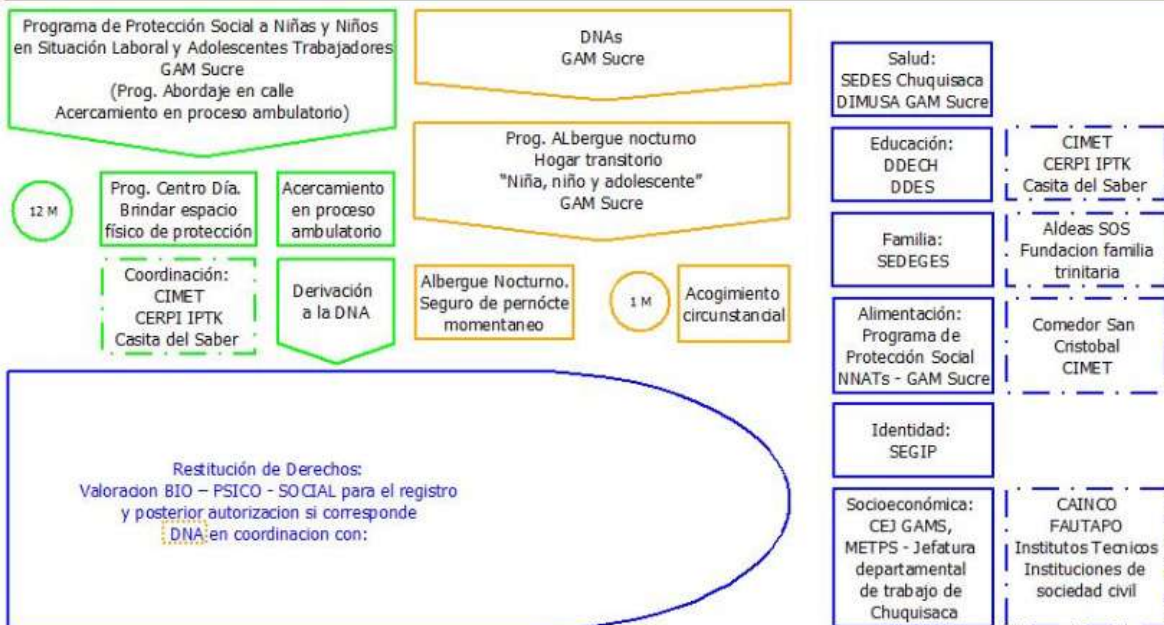 Programa de Protección Social a Niñas y Niños
en Situación Laboral y Adolescentes Trabajadores
GAM Sucre
(Prog. Abordaje en calle
Acercamiento en proceso ambulatorio)
12 M
Prog. Centro Día.
Brindar espacio
físico de protección
Acercamiento
en proceso
ambulatorio
Coordinación:
CIMET
CERPI IPTK
Casita del Saber
Derivación
a la DNA
DNAs
GAM Sucre
Prog. ALbergue nocturno
Hogar transitorio
"Niña, niño y adolescente"
GAM Sucre
Albergue Nocturno.
Seguro de pernócte
momentaneo
1 M
Acogimiento
circunstancial
Restitución de Derechos:
Valoracion BIO – PSICO - SOCIAL para el registro
y posterior autorizacion si corresponde
DNA en coordinacion con:
Salud:
SEDES Chuquisaca
DIMUSA GAM Sucre
Educación:
DDECH
DDES
CIMET
CERPI IPTK
Casita del Saber
Familia:
SEDEGES
Aldeas SOS
Fundacion familia
trinitaria
Alimentación:
Programa de
Protección Social
NNATs - GAM Sucre
Comedor San
Cristobal
CIMET
Identidad:
SEGIP
Socioeconómica:
CEJ GAMS,
METPS - Jefatura
departamental
de trabajo de
Chuquisaca
CAINCO
FAUTAPO
Institutos Tecnicos
Instituciones de
sociedad civil